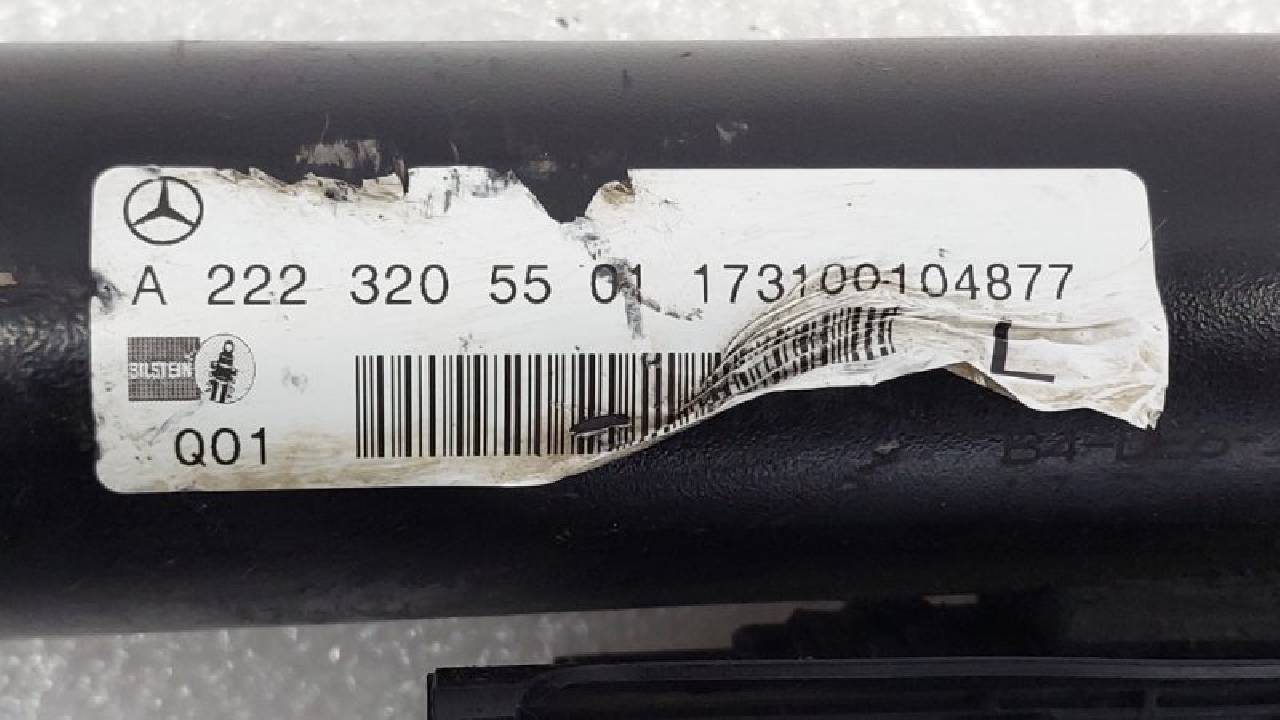 A 222 320 55 01 173100104877
BILSTEIN
L
Q01